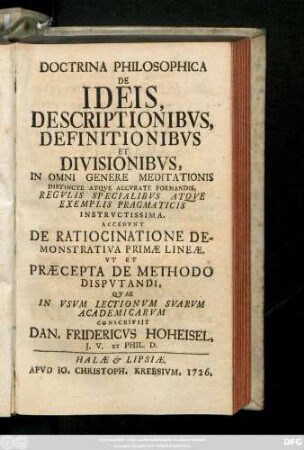 DOCTRINA PHILOSOPHICA
DE
IDEIS,
DESCRIPTIONIBVS,
DEFINITIONIBVS
ET
DIVISIONIBVS,
IN OMNI GENERE MEDITATIONIS
DISTINCTE ATQVE ACCVRATE FORMANDIS,
REGVLIS SPECIALIBVS ATQVE
EXEMPLIS PRAGMATICIS
INSTRVCTISSIMA.
ACCEDVNT
DE RATIOCINATIONE DE-
MONSTRATIVA PRIMÆ LINEÆ,
VT ET
PRÆCEPTA DE METHODO
DISPVTANDI,
QVAE
IN VSVM LECTIONVM SVARVM
ACADEMICARVM
CONSCRIPSIT
DAN. FRIDERICVS HOHEISEL,
J. V. ET PHIL. D.
HALÆ & LIPSIÆ,
APVD IO. CHRISTOPH. KREBSIVM. 1726.